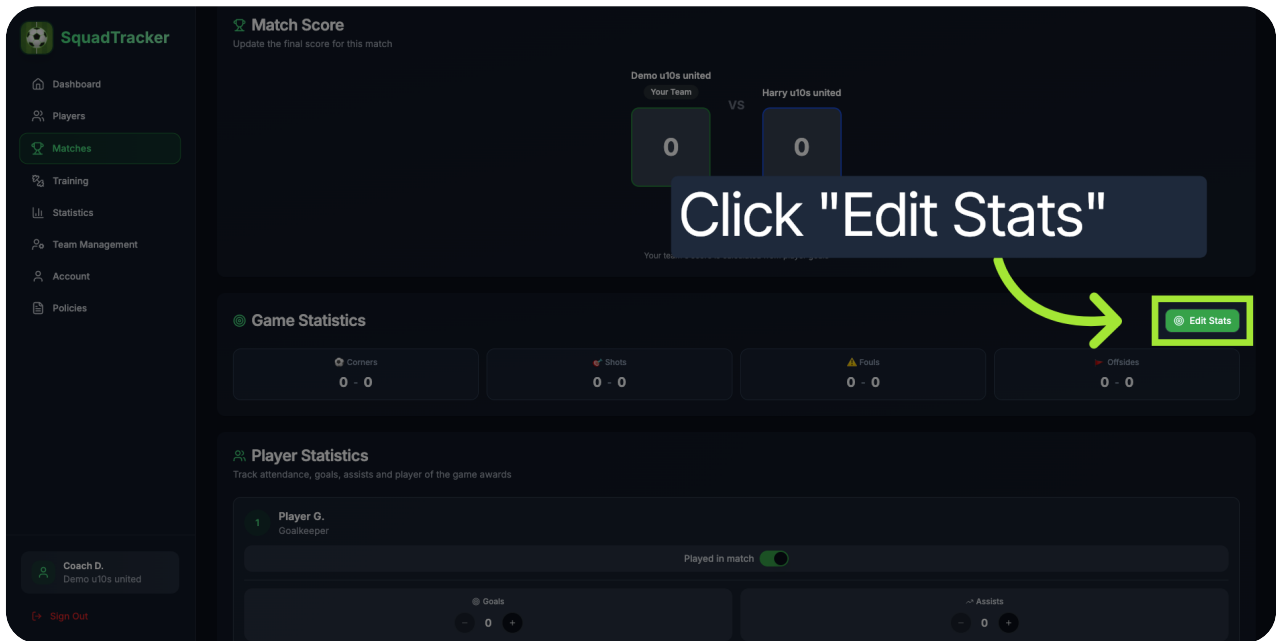 SquadTracker
Dashboard
Players
Matches
Training
Statistics
Team Management
Account
Policies
Coach D.
Demo u10s united
Sign Out
Match Score
Update the final score for this match
Demo u10s united
Your Team
VS
Harry u10s united
0
0
Click "Edit Stats"
Your
Game Statistics
Edit Stats
Corners
0 - 0
Shots
0 - 0
Fouls
0 - 0
Offsides
0 - 0
Player Statistics
Track attendance, goals, assists and player of the game awards
1
Player G.
Goalkeeper
Played in match
Goals
− 0 +
Assists
− 0 +